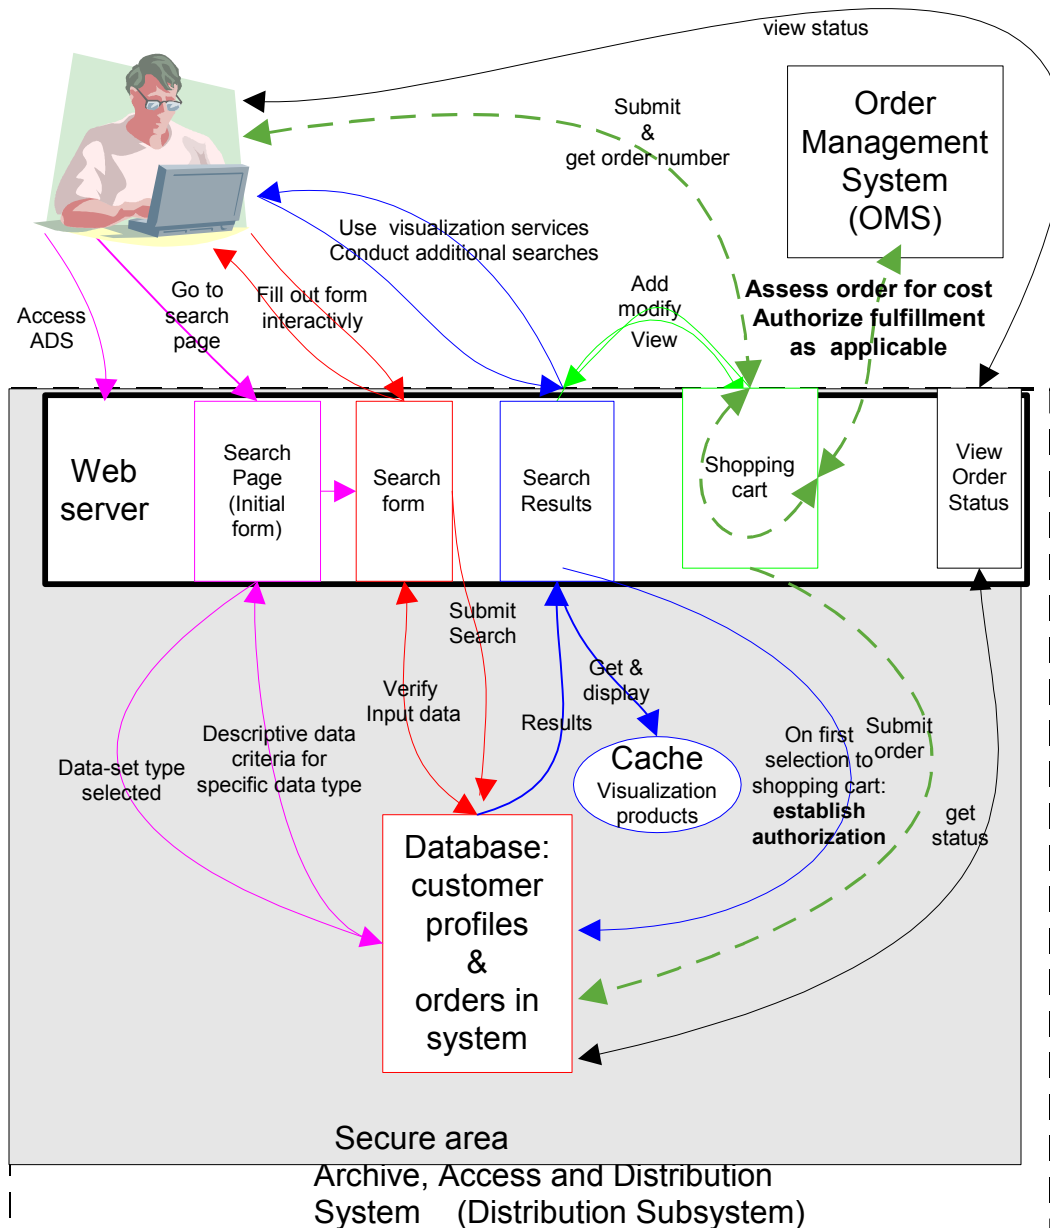 view status
Submit
&
get order number
Order
Management
System
(OMS)
Use  visualization services
Conduct additional searches
Access
ADS
Go to
search
page
Fill out form
interactivly
Add
modify
View
Assess order for cost
Authorize fulfillment
as  applicable
Web
server
Search
Page
(Initial
form)
Search
form
Search
Results
Shopping
cart
View
Order
Status
Submit
Search
Verify
Input data
Get &
display
Results
Descriptive data
criteria for
specific data type
Data-set type
selected
Cache
Visualization
products
On first
selection to
shopping cart:
establish
authorization
Submit
order
get
status
Database:
customer
profiles
&
orders in
system
Secure area
Archive, Access and Distribution
System    (Distribution Subsystem)